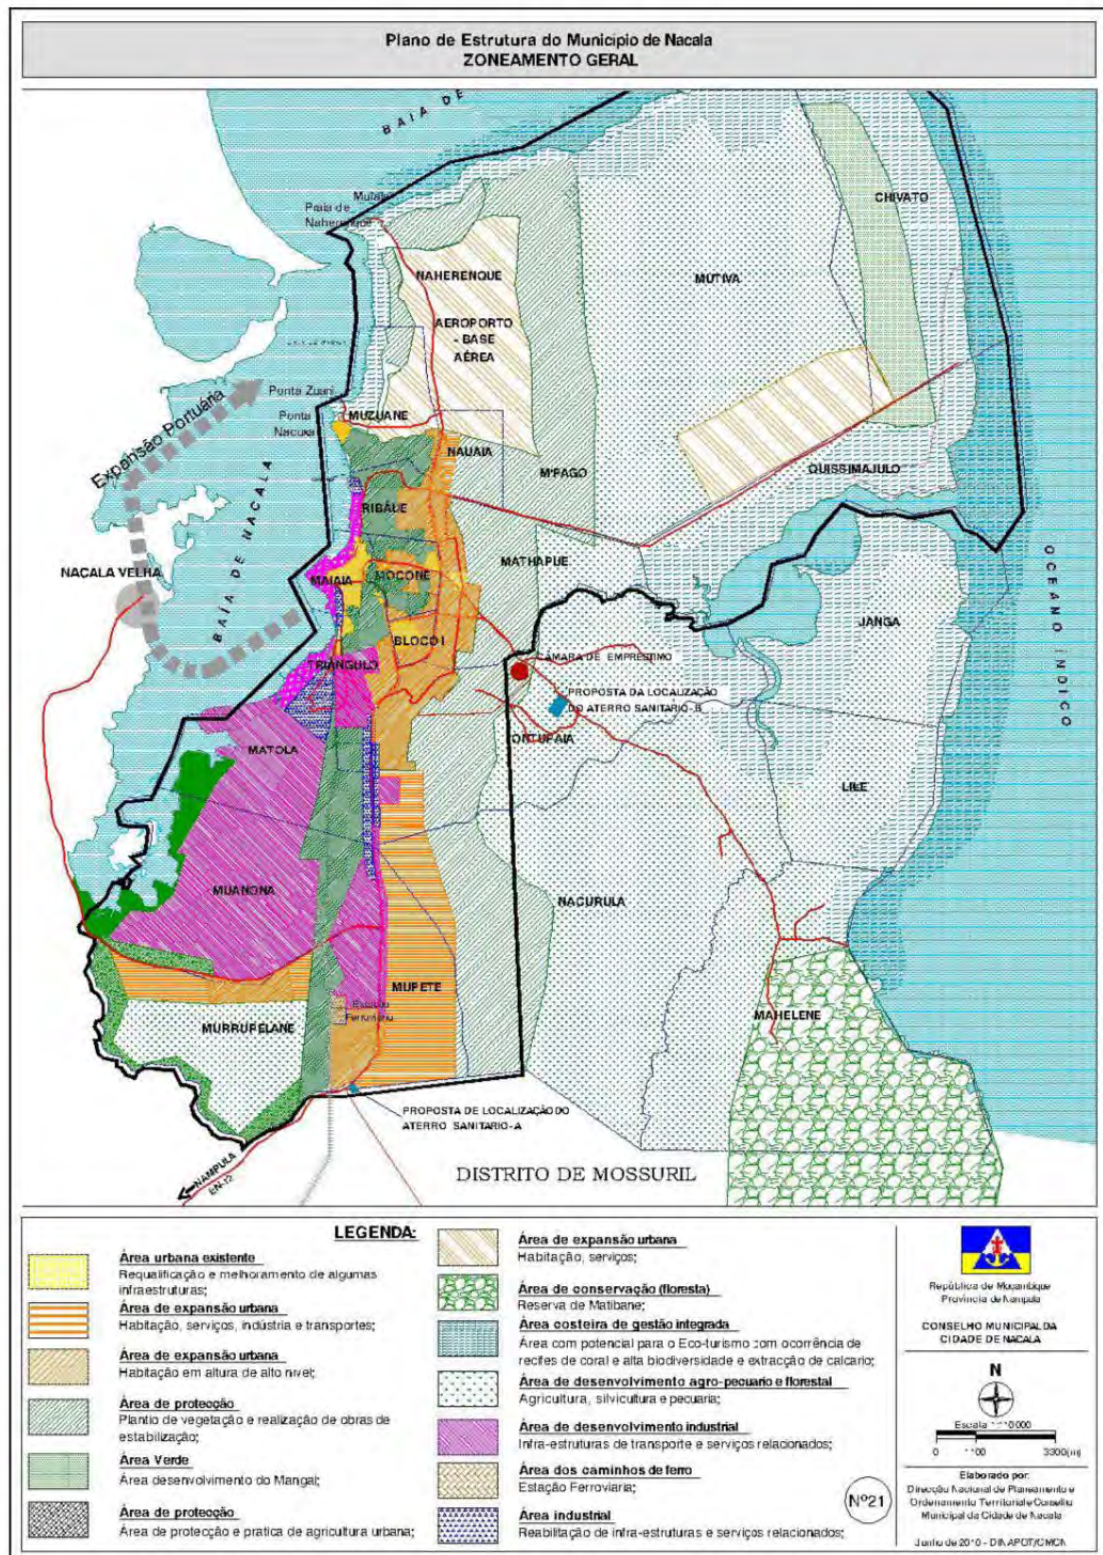 Plano de Estrutura do Município de Nacala
ZONEAMENTO GERAL
BAÍA DE
Praia de
Naherenque
CHIVATO
NAHERENQUE
MUTIVA
AEROPORTO
- BASE
AÉREA
Expansão Portuária
Ponta Zuani
Ponta
Nacuxa
MUZUANE
NAUAIA
M'PAGO
QUISSIMAJULO
BAÍA DE NACALA
RIBÁUE
NACALA VELHA
MAIAIA
MOCONE
MATHAPUE
OCEANO ÍNDICO
JANGA
BLOCO I
TRIÂNGULO
CÂMARA DE EMPRÉSTIMO
PROPOSTA DA LOCALIZAÇÃO
DO ATERRO SANITARIO-B
ONTUPAIA
MATOLA
LILE
MUANONA
NACURULA
MUPETE
MAHELENE
MURRUPELANE
PROPOSTA DE LOCALIZAÇÃO DO
ATERRO SANITARIO-A
NAMPULA
EN-12
DISTRITO DE MOSSURIL
LEGENDA:
Área urbana existente
Requalificação e melhoramento de algumas
infraestruturas;
Área de expansão urbana
Habitação, serviços, indústria e transportes;
Área de expansão urbana
Habitação em altura de alto nivel;
Área de protecção
Plantio de vegetação e realização de obras de
estabilização;
Área Verde
Área desenvolvimento do Mangal;
Área de protecção
Área de protecção e pratica de agricultura urbana;
Área de expansão urbana
Habitação, serviços;
Área de conservação (floresta)
Reserva de Matibane;
Área costeira de gestão integrada
Área com potencial para o Eco-turismo com ocorrência de
recifes de coral e alta biodiversidade e extracção de calcario;
Área de desenvolvimento agro-pecuario e florestal
Agricultura, silvicultura e pecuaria;
Área de desenvolvimento industrial
Infra-estruturas de transporte e serviços relacionados;
Área dos caminhos de ferro
Estação Ferroviaria;
Área industrial
Reabilitação de infra-estruturas e serviços relacionados;
Nº21
República de Moçambique
Província de Nampula
CONSELHO MUNICIPAL DA
CIDADE DE NACALA
N
Escala
0 1100 3300(m)
Elaborado por:
Direcção Nacional de Planeamento e
Ordenamento Territorial e Conselho
Municipal da Cidade de Nacala
Junho de 2010 - DINAPOT/CMCN